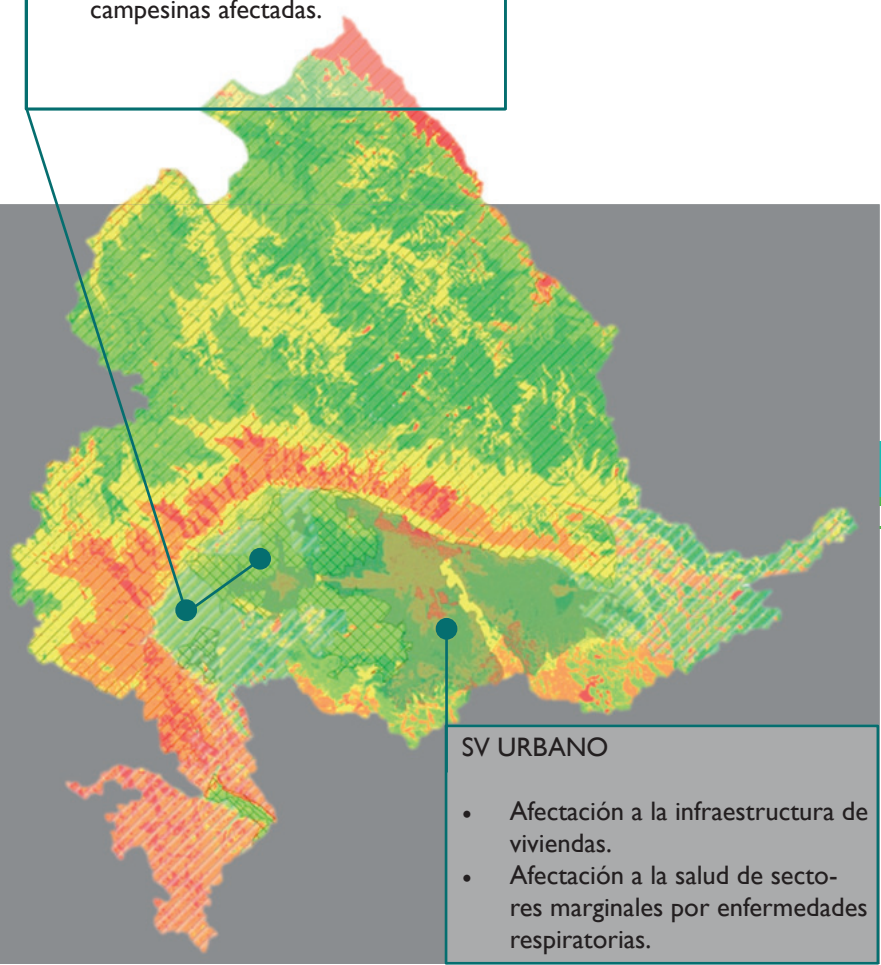 campesinas afectadas.
SV URBANO
• Afectación a la infraestructura de
viviendas.
• Afectación a la salud de secto-
res marginales por enfermedades
respiratorias.